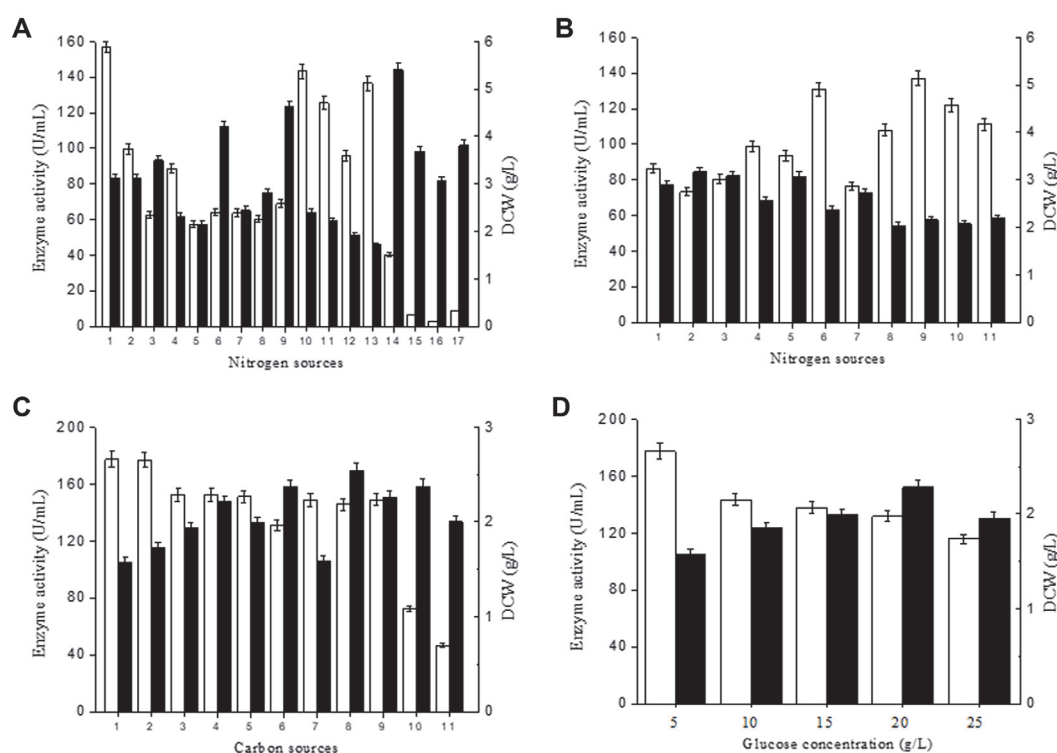 A
160
140
120
100
80
60
40
20
0
Enzyme activity (U/mL)
6
5
4
3
2
1
0
DCW (g/L)
1 2 3 4 5 6 7 8 9 10 11 12 13 14 15 16 17
Nitrogen sources
B
160
140
120
100
80
60
40
20
0
Enzyme activity (U/mL)
6
5
4
3
2
1
0
DCW (g/L)
1 2 3 4 5 6 7 8 9 10 11
Nitrogen sources
C
200
160
120
80
40
0
Enzyme activity (U/mL)
3
2
1
0
DCW (g/L)
1 2 3 4 5 6 7 8 9 10 11
Carbon sources
D
200
160
120
80
40
0
Enzyme activity (U/mL)
3
2
1
0
DCW (g/L)
5 10 15 20 25
Glucose concentration (g/L)